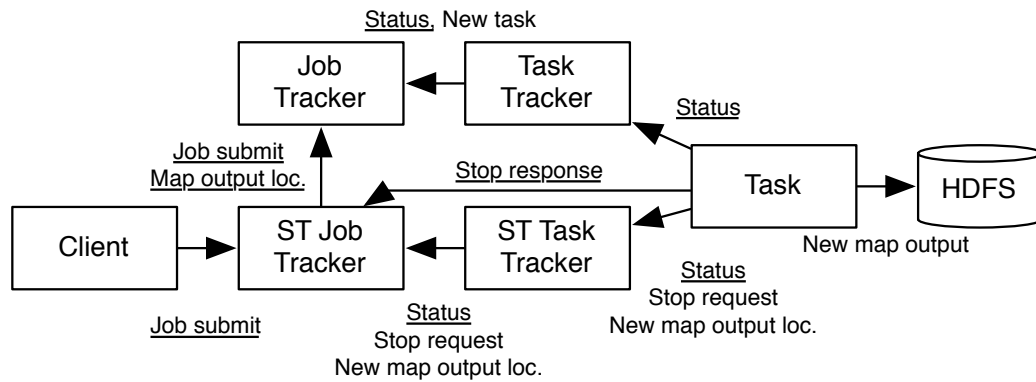 Status, New task
Job
Tracker
Task
Tracker
Status
Job submit
Map output loc.
Stop response
Task
HDFS
Client
ST Job
Tracker
ST Task
Tracker
New map output
Job submit
Status
Stop request
New map output loc.
Status
Stop request
New map output loc.